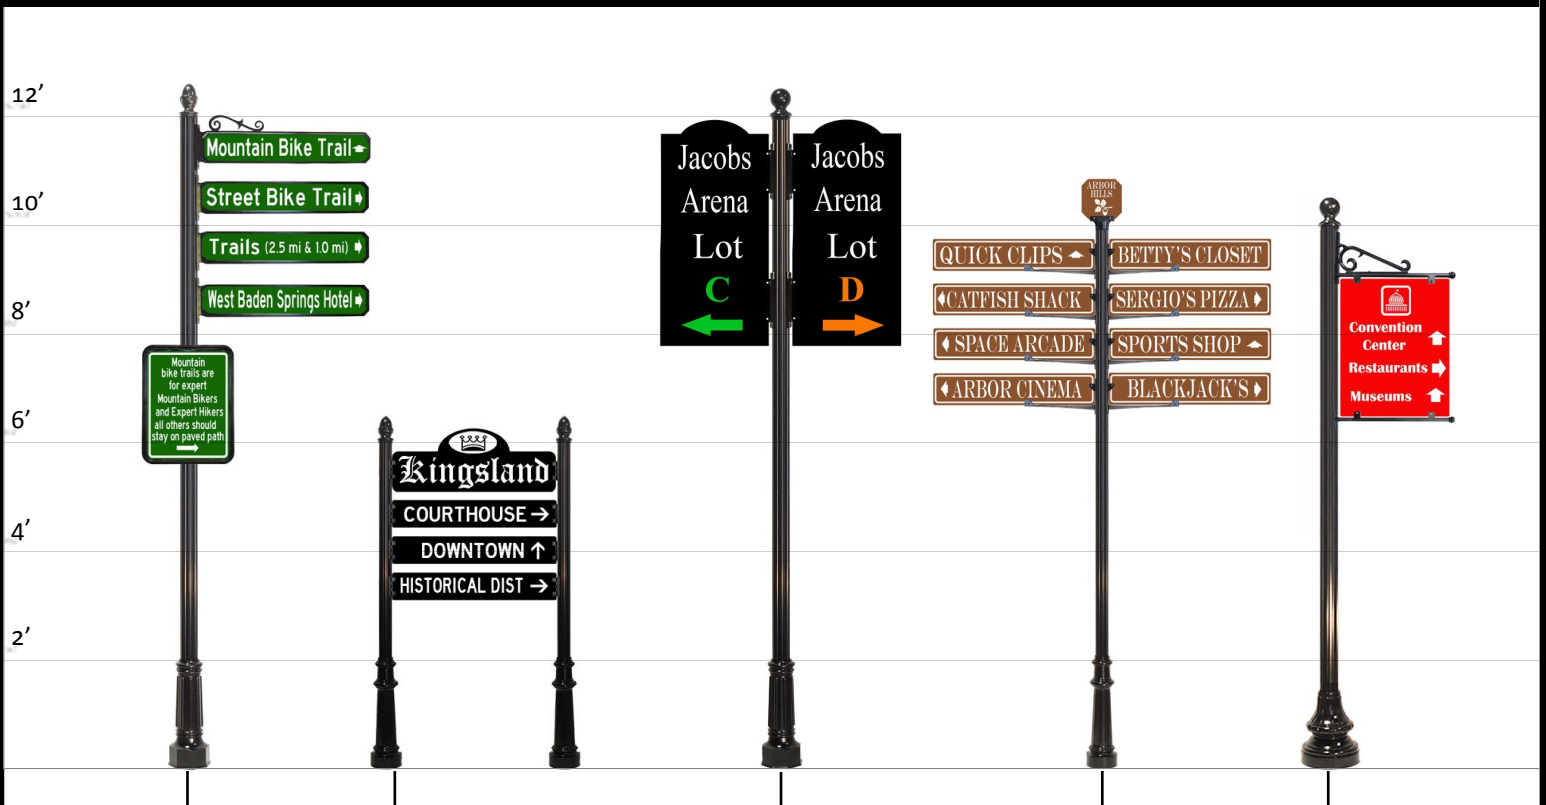 12’
10’
8’
6’
4’
2’
Mountain Bike Trail
Street Bike Trail
Trails (2.5 mi & 1.0 mi)
West Baden Springs Hotel
Mountain
bike trails are
for expert
Mountain Bikers
and Expert Hikers
all others should
stay on paved path
Kingsland
COURTHOUSE →
DOWNTOWN ↑
HISTORICAL DIST →
Jacobs
Arena
Lot
C
Jacobs
Arena
Lot
D
ARBOR
HILLS
QUICK CLIPS
CATFISH SHACK
SPACE ARCADE
ARBOR CINEMA
BETTY'S CLOSET
SERGIO'S PIZZA
SPORTS SHOP
BLACKJACK'S
Convention
Center
Restaurants
Museums